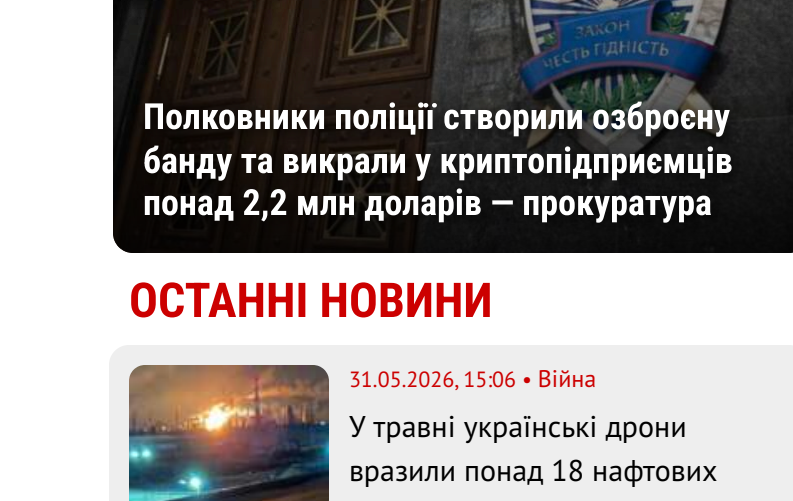 ЗАКОН
ЧЕСТЬ ГІДНІСТЬ
Полковники поліції створили озброєну
банду та викрали у криптопідприємців
понад 2,2 млн доларів — прокуратура
ОСТАННІ НОВИНИ
31.05.2026, 15:06 • Війна
У травні українські дрони
вразили понад 18 нафтових